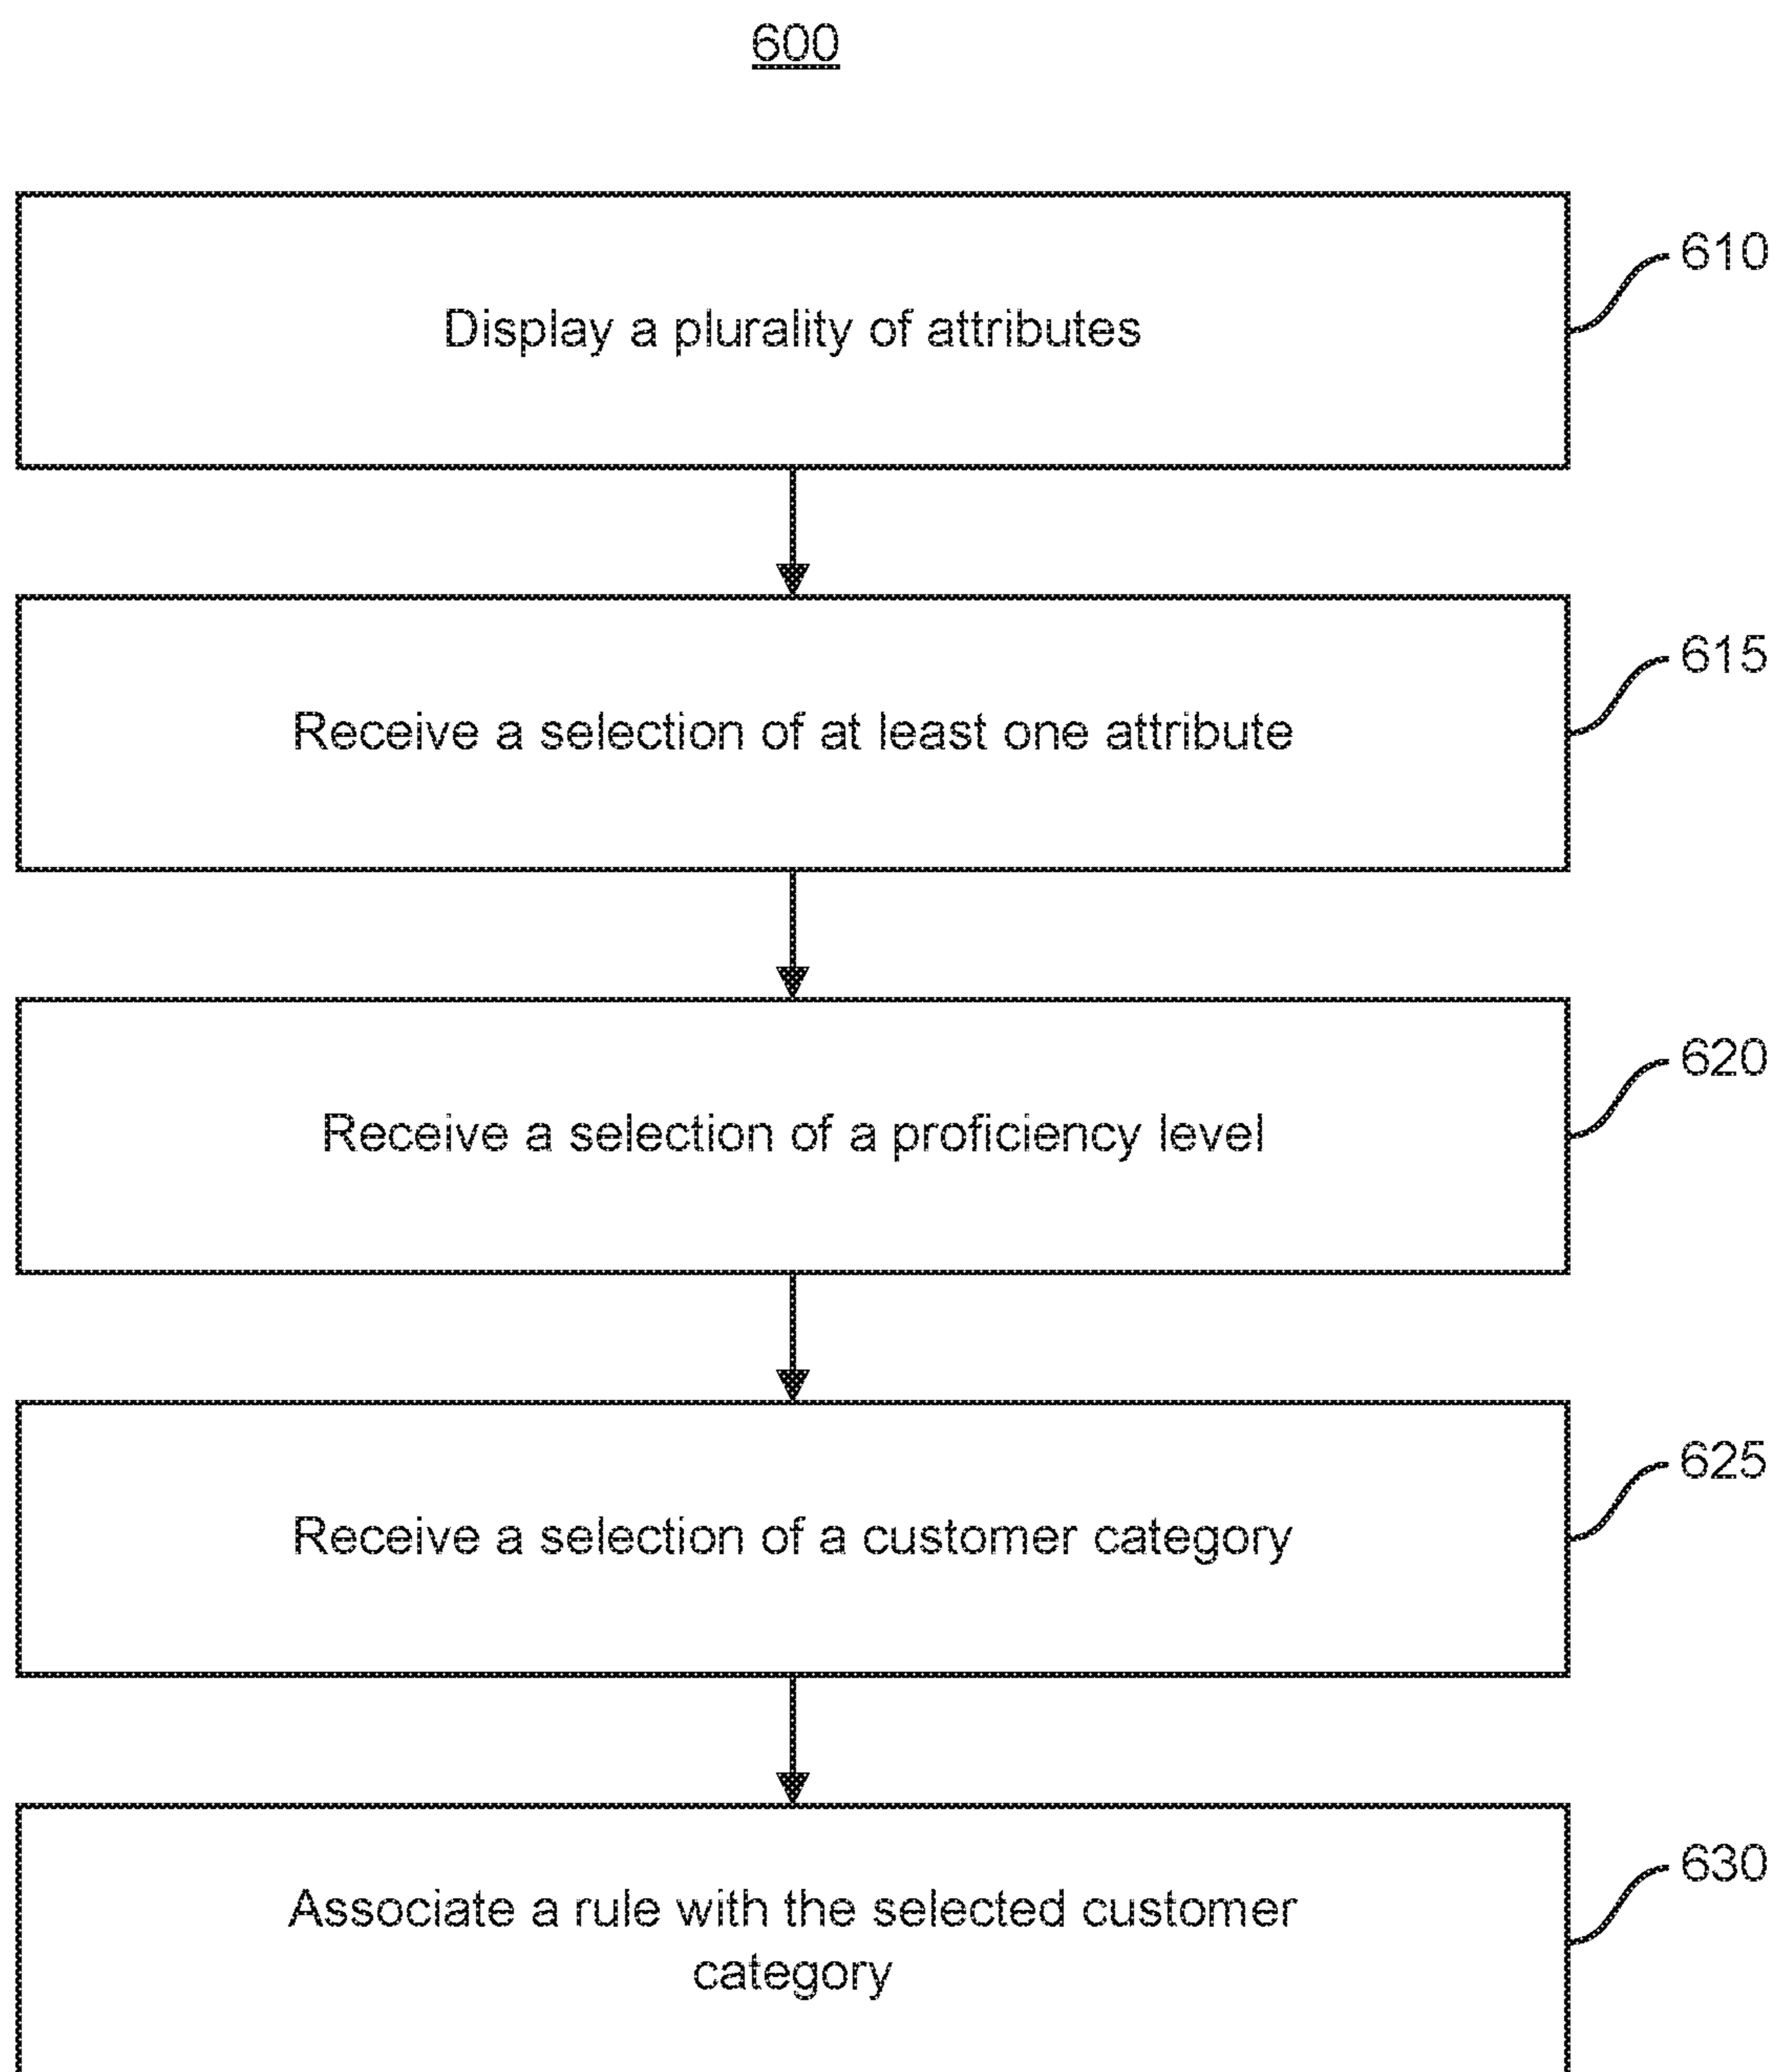 600
Display a plurality of attributes
610
Receive a selection of at least one attribute
615
Receive a selection of a proficiency level
620
Receive a selection of a customer category
625
Associate a rule with the selected customer
category
630